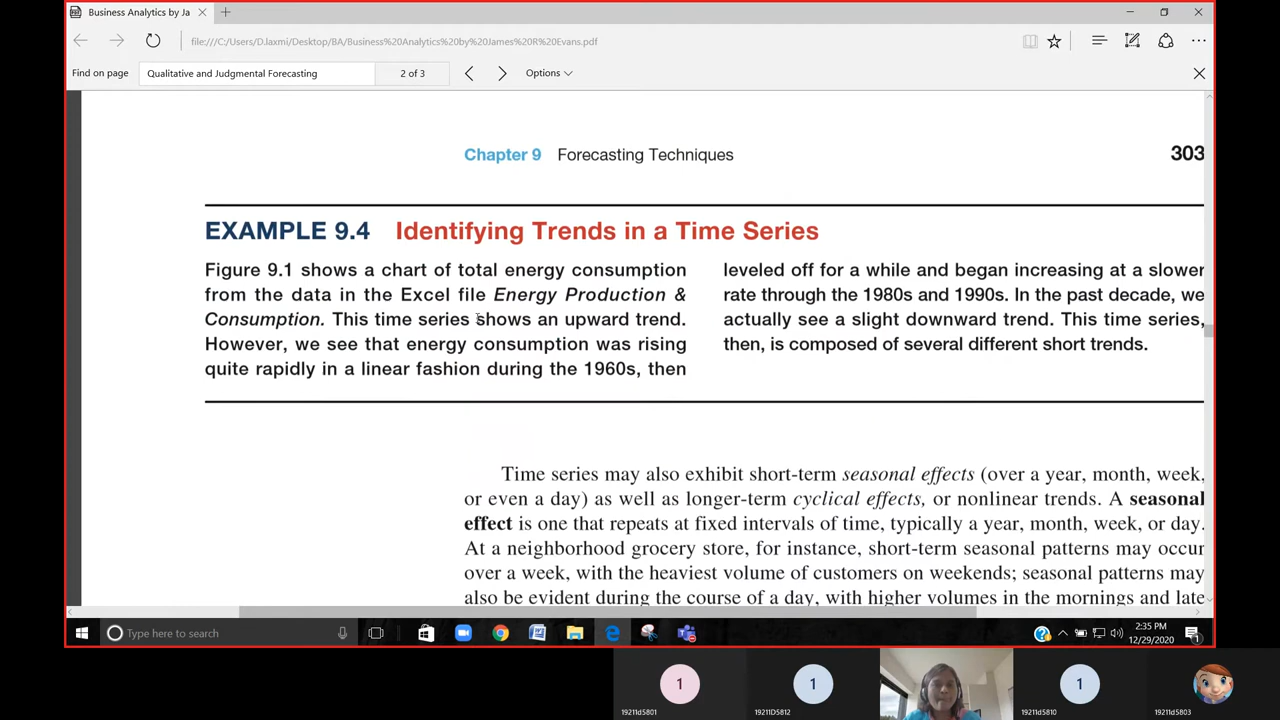 Business Analytics by Ja
file:///C:/Users/D.laxmi/Desktop/BA/Business%20Analytics%20by%20James%20R%20Evans.pdf
Find on page
Qualitative and Judgmental Forecasting
2 of 3
Options
Chapter 9 Forecasting Techniques
303
EXAMPLE 9.4 Identifying Trends in a Time Series
Figure 9.1 shows a chart of total energy consumption
from the data in the Excel file Energy Production &
Consumption. This time series shows an upward trend.
However, we see that energy consumption was rising
quite rapidly in a linear fashion during the 1960s, then
leveled off for a while and began increasing at a slower
rate through the 1980s and 1990s. In the past decade, we
actually see a slight downward trend. This time series,
then, is composed of several different short trends.
Time series may also exhibit short-term seasonal effects (over a year, month, week,
or even a day) as well as longer-term cyclical effects, or nonlinear trends. A seasonal
effect is one that repeats at fixed intervals of time, typically a year, month, week, or day.
At a neighborhood grocery store, for instance, short-term seasonal patterns may occur
over a week, with the heaviest volume of customers on weekends; seasonal patterns may
also be evident during the course of a day, with higher volumes in the mornings and late
Type here to search
2:35 PM
12/29/2020
1
1
1
1
19211d5801
19211D5812
19211d5810
19211d5803